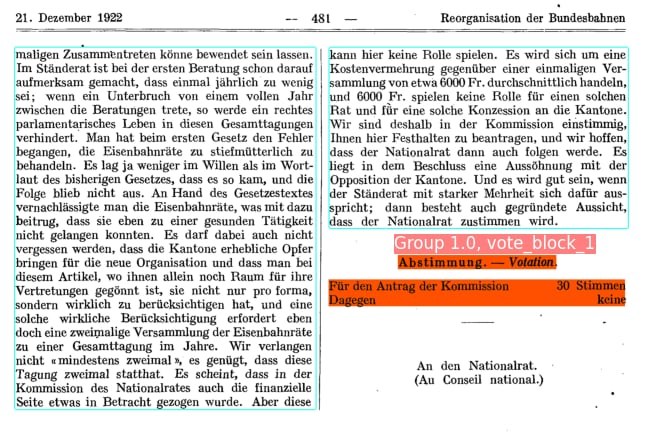 21. Dezember 1922 — 481 — Reorganisation der Bundesbahnen
maligen Zusammentreten könne bewendet sein lassen.
Im Ständerat ist bei der ersten Beratung schon darauf
aufmerksam gemacht, dass einmal jährlich zu wenig
sei; wenn ein Unterbruch von einem vollen Jahr
zwischen die Beratungen trete, so werde ein rechtes
parlamentarisches Leben in diesen Gesamttagungen
verhindert. Man hat beim ersten Gesetz den Fehler
begangen, die Eisenbahnräte zu stiefmütterlich zu
behandeln. Es lag ja weniger im Willen als im Wort-
laut des bisherigen Gesetzes, dass es so kam, und die
Folge blieb nicht aus. An Hand des Gesetzestextes
vernachlässigte man die Eisenbahnräte, was mit dazu
beitrug, dass sie eben zu einer gesunden Tätigkeit
nicht gelangen konnten. Es darf dabei auch nicht
vergessen werden, dass die Kantone erhebliche Opfer
bringen für die neue Organisation und dass man bei
diesem Artikel, wo ihnen allein noch Raum für ihre
Vertretungen gegönnt ist, sie nicht nur pro forma,
sondern wirklich zu berücksichtigen hat, und eine
solche wirkliche Berücksichtigung erfordert eben
doch eine zweimalige Versammlung der Eisenbahnräte
zu einer Gesamttagung im Jahre. Wir verlangen
nicht «mindestens zweimal», es genügt, dass diese
Tagung zweimal statthat. Es scheint, dass in der
Kommission des Nationalrates auch die finanzielle
Seite etwas in Betracht gezogen wurde. Aber diese
kann hier keine Rolle spielen. Es wird sich um eine
Kostenvermehrung gegenüber einer einmaligen Ver-
sammlung von etwa 6000 Fr. durchschnittlich handeln,
und 6000 Fr. spielen keine Rolle für einen solchen
Rat und für eine solche Konzession an die Kantone.
Wir sind deshalb in der Kommission einstimmig,
Ihnen hier Festhalten zu beantragen, und wir hoffen,
dass der Nationalrat dann auch folgen werde. Es
liegt in dem Beschluss eine Aussöhnung mit der
Opposition der Kantone. Und es wird gut sein, wenn
der Ständerat mit starker Mehrheit sich dafür aus-
spricht; dann besteht auch gegründete Aussicht,
dass der Nationalrat zustimmen wird.
Group 1.0, vote_block_1
Abstimmung. — Votation.
Für den Antrag der Kommission 30 Stimmen
Dagegen keine
An den Nationalrat.
(Au Conseil national.)